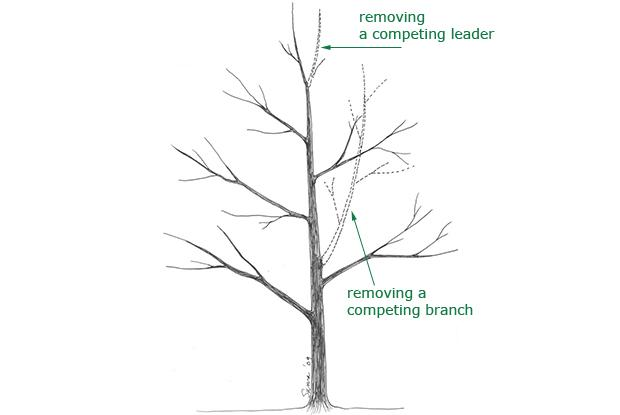 removing
a competing leader
removing a
competing branch